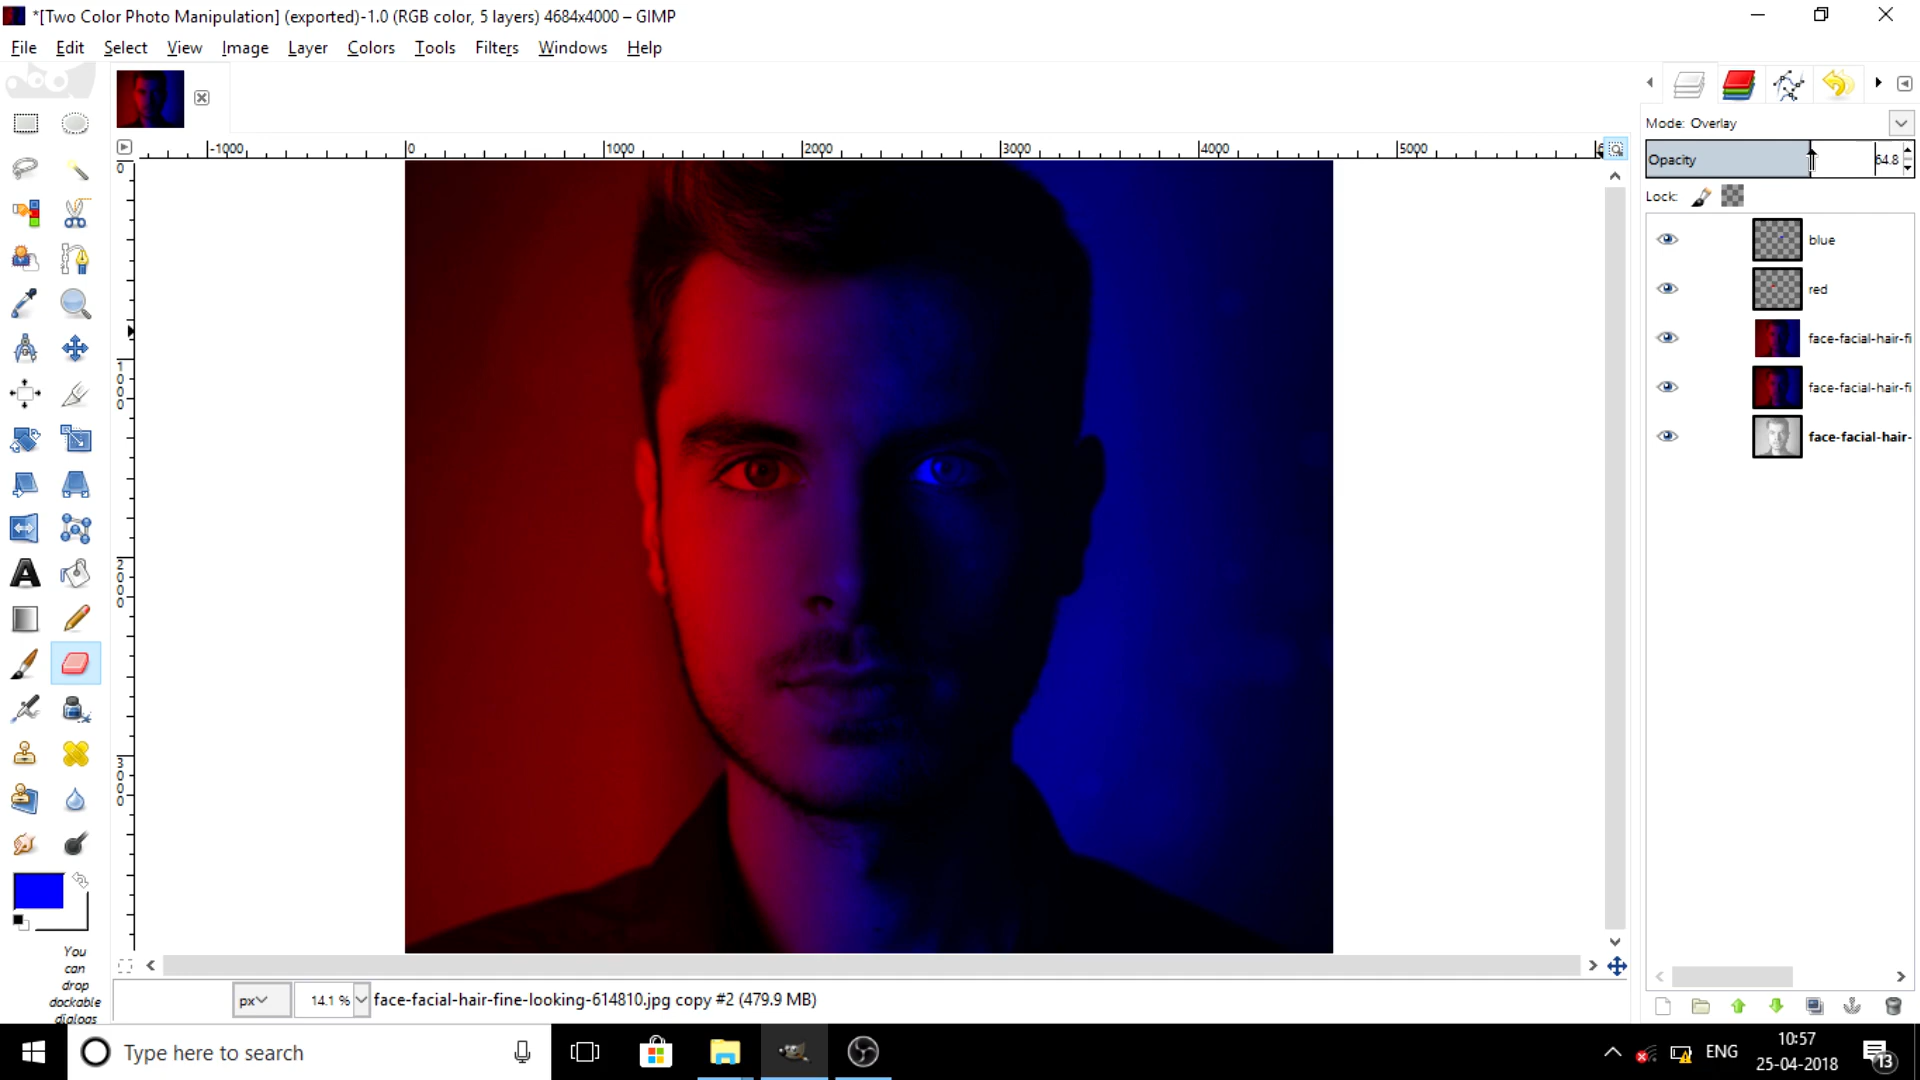 *[Two Color Photo Manipulation] (exported)-1.0 (RGB color, 5 layers) 4684x4000 – GIMP
File Edit Select View Image Layer Colors Tools Filters Windows Help
Mode: Overlay
Opacity 64.8
Lock:
-1000 0 1000 2000 3000 4000 5000
0
1000
2000
3000
blue
red
face-facial-hair-fi
face-facial-hair-fi
face-facial-hair-
You
can
drop
dockable
dialogs
px 14.1 % face-facial-hair-fine-looking-614810.jpg copy #2 (479.9 MB)
Type here to search
ENG
10:57
25-04-2018
13